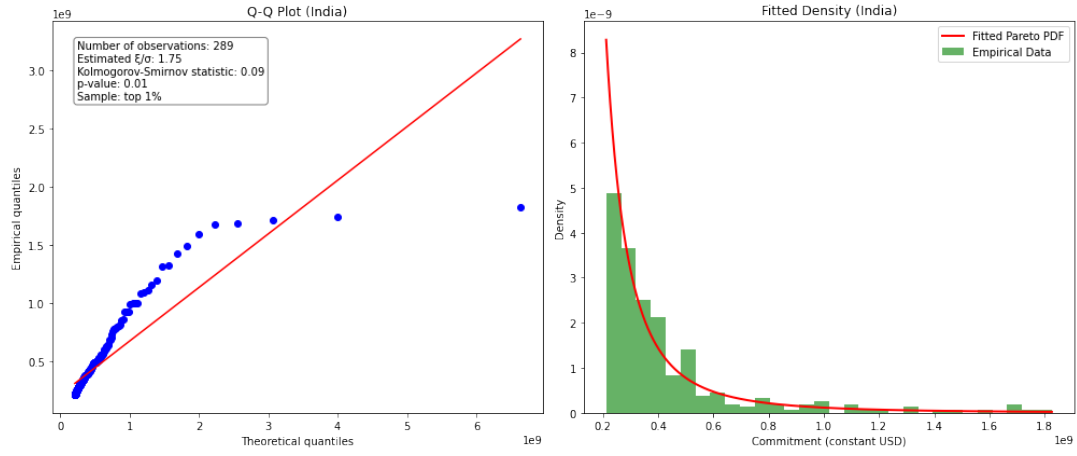 Q-Q Plot (India)
1e9
Number of observations: 289
Estimated ξ/σ: 1.75
Kolmogorov-Smirnov statistic: 0.09
p-value: 0.01
Sample: top 1%
3.0
2.5
2.0
1.5
1.0
0.5
Empirical quantiles
0 1 2 3 4 5 6 7
1e9
Theoretical quantiles
Fitted Density (India)
1e-9
Fitted Pareto PDF
Empirical Data
8
7
6
5
4
3
2
1
0
Density
0.2 0.4 0.6 0.8 1.0 1.2 1.4 1.6 1.8
1e9
Commitment (constant USD)